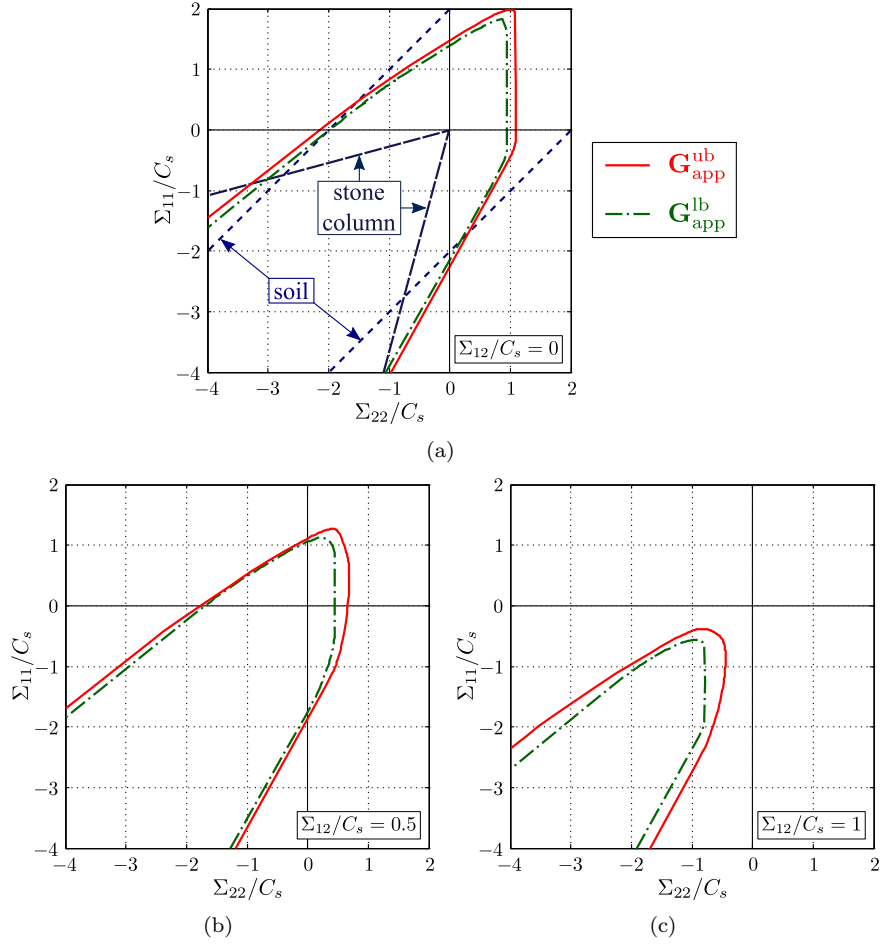 2
1
0
−1
−2
−3
−4
Σ₁₁/Cₛ
stone
column
soil
Σ₁₂/Cₛ = 0
−4 −3 −2 −1 0 1 2
Σ₂₂/Cₛ
G^ub_app
G^lb_app
(a)
2
1
0
−1
−2
−3
−4
Σ₁₁/Cₛ
Σ₁₂/Cₛ = 0.5
−4 −3 −2 −1 0 1 2
Σ₂₂/Cₛ
(b)
2
1
0
−1
−2
−3
−4
Σ₁₁/Cₛ
Σ₁₂/Cₛ = 1
−4 −3 −2 −1 0 1 2
Σ₂₂/Cₛ
(c)